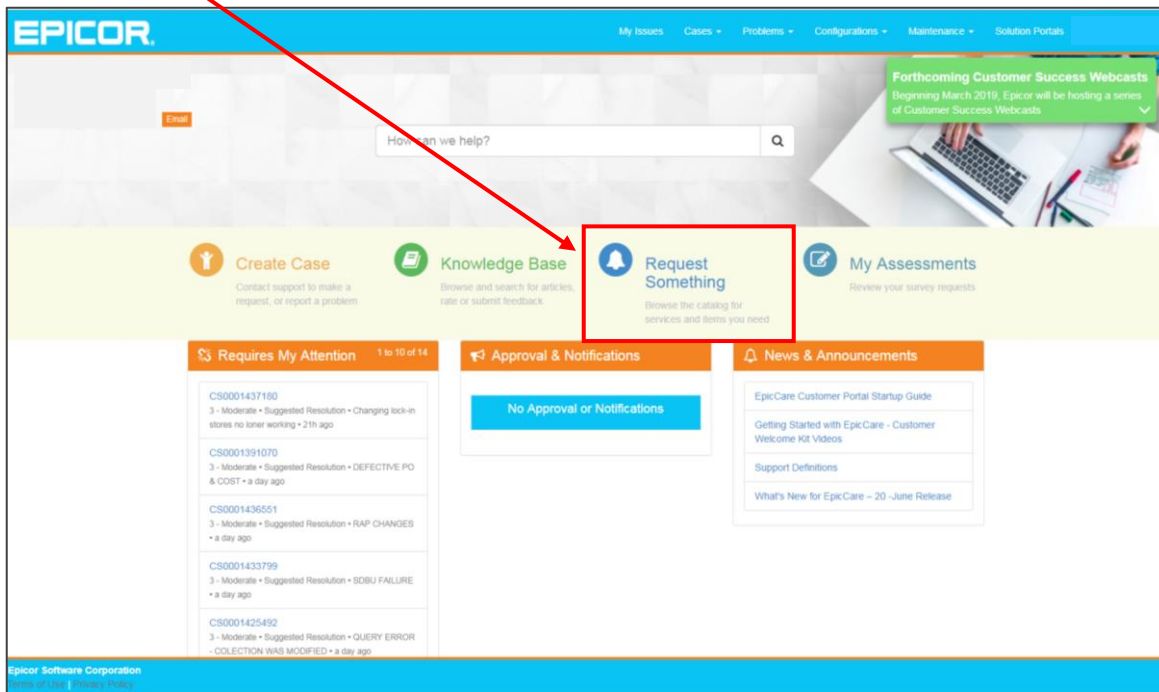 EPICOR.
My Issues Cases Problems Configurations Maintenance Solution Portals
Forthcoming Customer Success Webcasts
Beginning March 2019, Epicor will be hosting a series
of Customer Success Webcasts
Email
How can we help?
Create Case
Contact support to make a
request, or report a problem
Knowledge Base
Browse and search for articles,
rate or submit feedback
Request
Something
Browse the catalog for
services and items you need
My Assessments
Review your survey requests
Requires My Attention 1 to 10 of 14
CS0001437180
3 - Moderate • Suggested Resolution • Changing lock-in
stores no loner working • 21h ago
CS0001391070
3 - Moderate • Suggested Resolution • DEFECTIVE PO
& COST • a day ago
CS0001436551
3 - Moderate • Suggested Resolution • RAP CHANGES
• a day ago
CS0001433799
3 - Moderate • Suggested Resolution • SDBU FAILURE
• a day ago
CS0001425492
3 - Moderate • Suggested Resolution • QUERY ERROR
- COLECTION WAS MODIFIED • a day ago
Approval & Notifications
No Approval or Notifications
News & Announcements
EpicCare Customer Portal Startup Guide
Getting Started with EpicCare - Customer
Welcome Kit Videos
Support Definitions
What's New for EpicCare – 20 -June Release
Epicor Software Corporation
Terms of Use | Privacy Policy